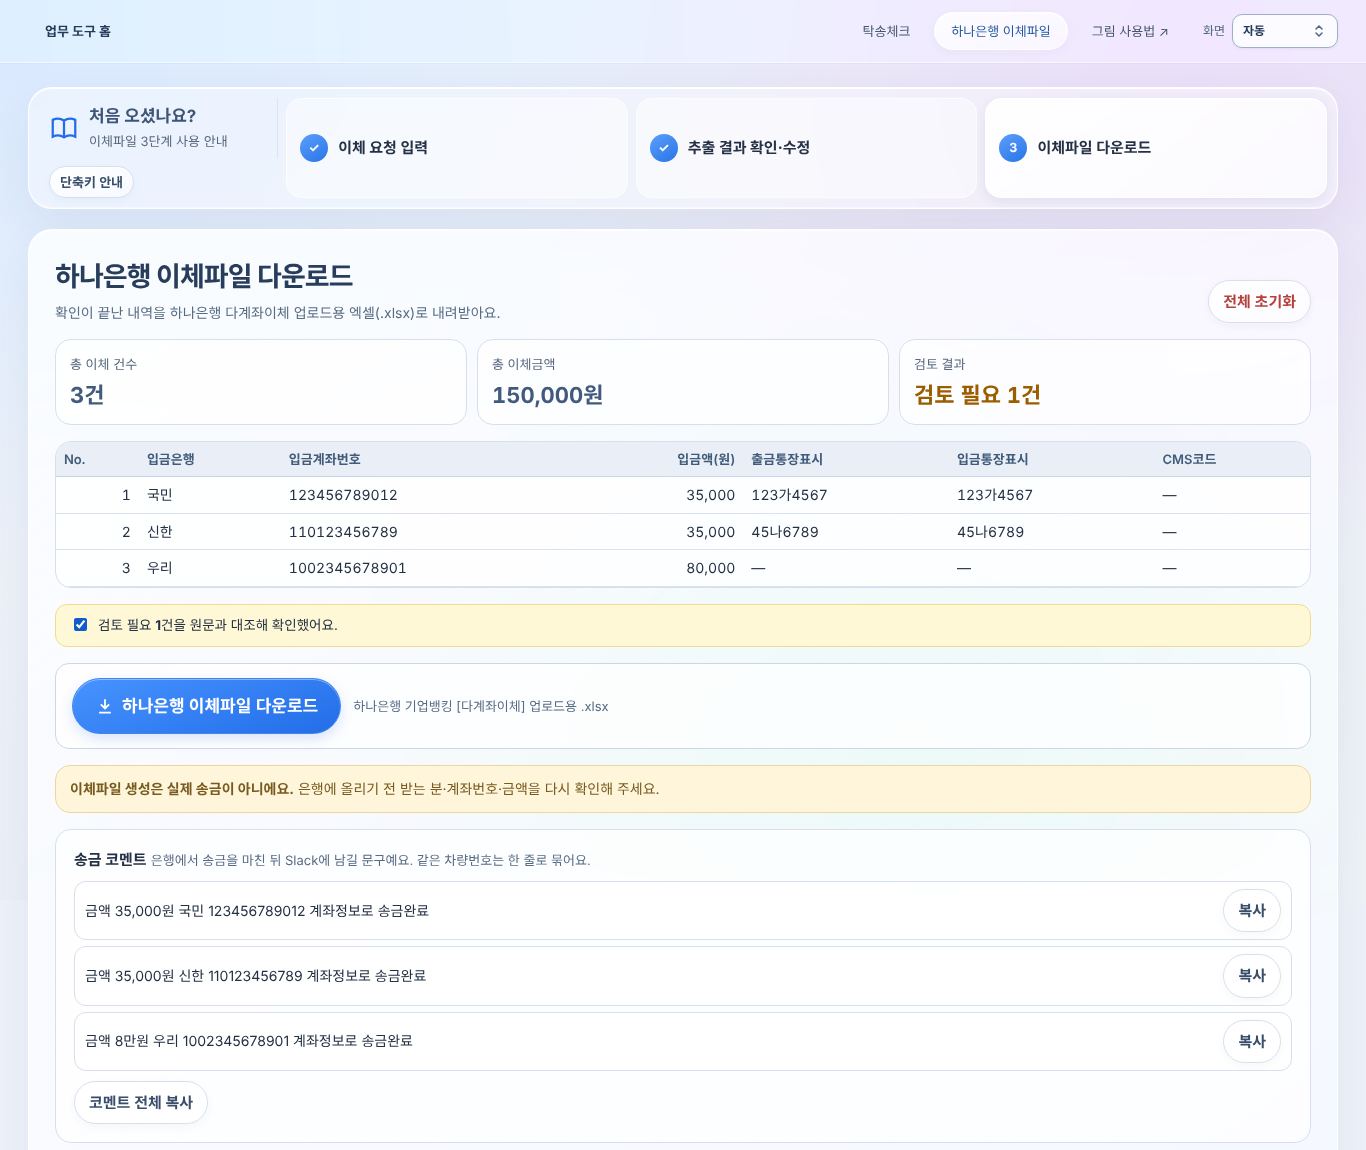 업무 도구 홈
탁송체크
하나은행 이체파일
그림 사용법 ↗
화면
자동
처음 오셨나요?
이체파일 3단계 사용 안내
단축키 안내
이체 요청 입력
추출 결과 확인·수정
3 이체파일 다운로드
하나은행 이체파일 다운로드
확인이 끝난 내역을 하나은행 다계좌이체 업로드용 엑셀(.xlsx)로 내려받아요.
전체 초기화
총 이체 건수
3건
총 이체금액
150,000원
검토 결과
검토 필요 1건
No. 입금은행 입금계좌번호 입금액(원) 출금통장표시 입금통장표시 CMS코드
1 국민 123456789012 35,000 123가4567 123가4567 —
2 신한 110123456789 35,000 45나6789 45나6789 —
3 우리 1002345678901 80,000 — — —
검토 필요 1건을 원문과 대조해 확인했어요.
하나은행 이체파일 다운로드
하나은행 기업뱅킹 [다계좌이체] 업로드용 .xlsx
이체파일 생성은 실제 송금이 아니에요. 은행에 올리기 전 받는 분·계좌번호·금액을 다시 확인해 주세요.
송금 코멘트 은행에서 송금을 마친 뒤 Slack에 남길 문구예요. 같은 차량번호는 한 줄로 묶어요.
금액 35,000원 국민 123456789012 계좌정보로 송금완료
복사
금액 35,000원 신한 110123456789 계좌정보로 송금완료
복사
금액 8만원 우리 1002345678901 계좌정보로 송금완료
복사
코멘트 전체 복사